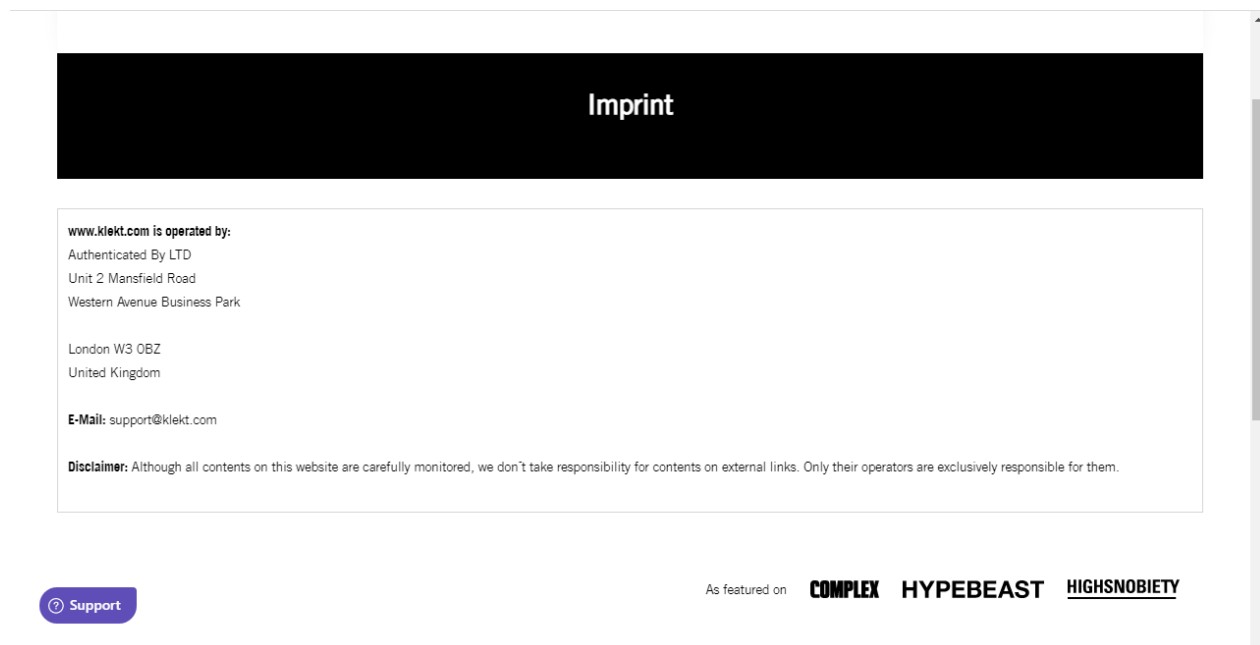 Imprint
www.klekt.com is operated by:
Authenticated By LTD
Unit 2 Mansfield Road
Western Avenue Business Park
London W3 0BZ
United Kingdom
E-Mail: support@klekt.com
Disclaimer: Although all contents on this website are carefully monitored, we don`t take responsibility for contents on external links. Only their operators are exclusively responsible for them.
As featured on COMPLEX HYPEBEAST HIGHSNOBIETY
? Support